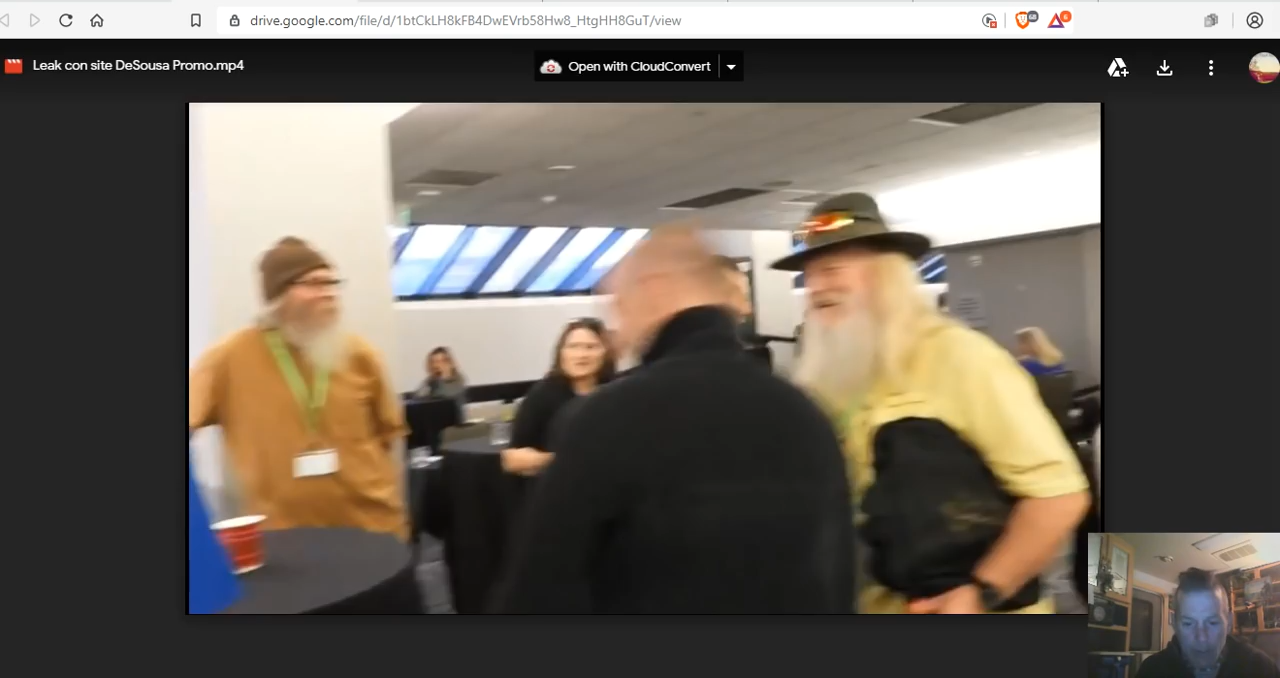 drive.google.com/file/d/1btCkLH8kFB4DwEVrb58Hw8_HtgHH8GuT/view
Leak con site DeSousa Promo.mp4
Open with CloudConvert